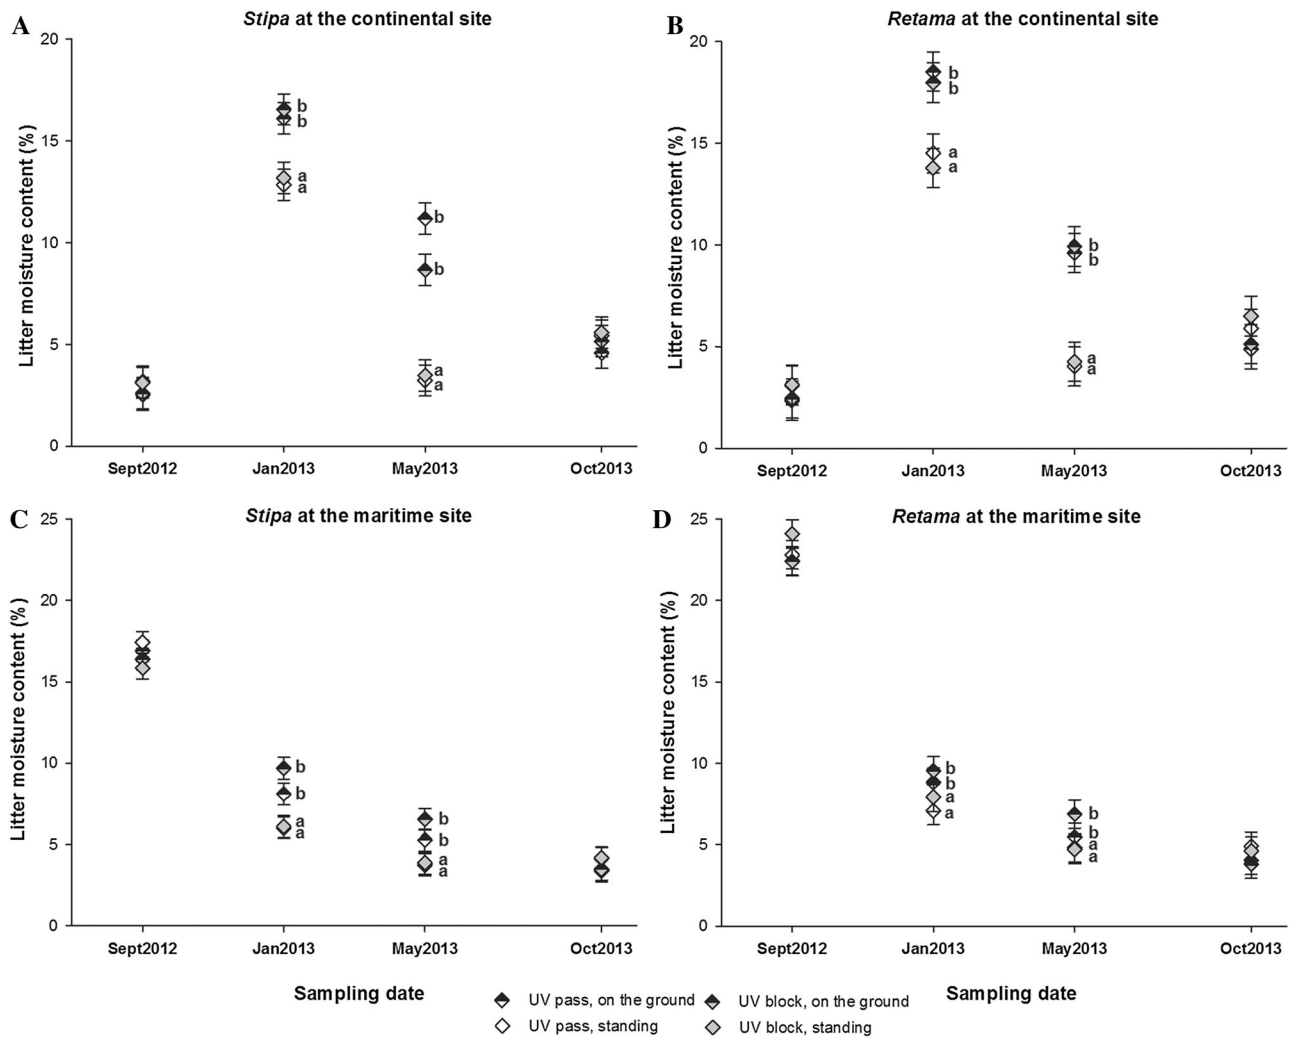 A
Stipa at the continental site
20
15
10
5
0
Litter moisture content (%)
b
b
a
a
b
b
a
a
Sept2012 Jan2013 May2013 Oct2013
B
Retama at the continental site
20
15
10
5
0
Litter moisture content (%)
b
b
a
a
b
b
a
a
Sept2012 Jan2013 May2013 Oct2013
C
Stipa at the maritime site
25
20
15
10
5
0
Litter moisture content (%)
b
b
a
a
b
b
a
a
Sept2012 Jan2013 May2013 Oct2013
Sampling date
D
Retama at the maritime site
25
20
15
10
5
0
Litter moisture content (%)
b
b
a
a
b
b
a
a
Sept2012 Jan2013 May2013 Oct2013
Sampling date
UV pass, on the ground
UV block, on the ground
UV pass, standing
UV block, standing